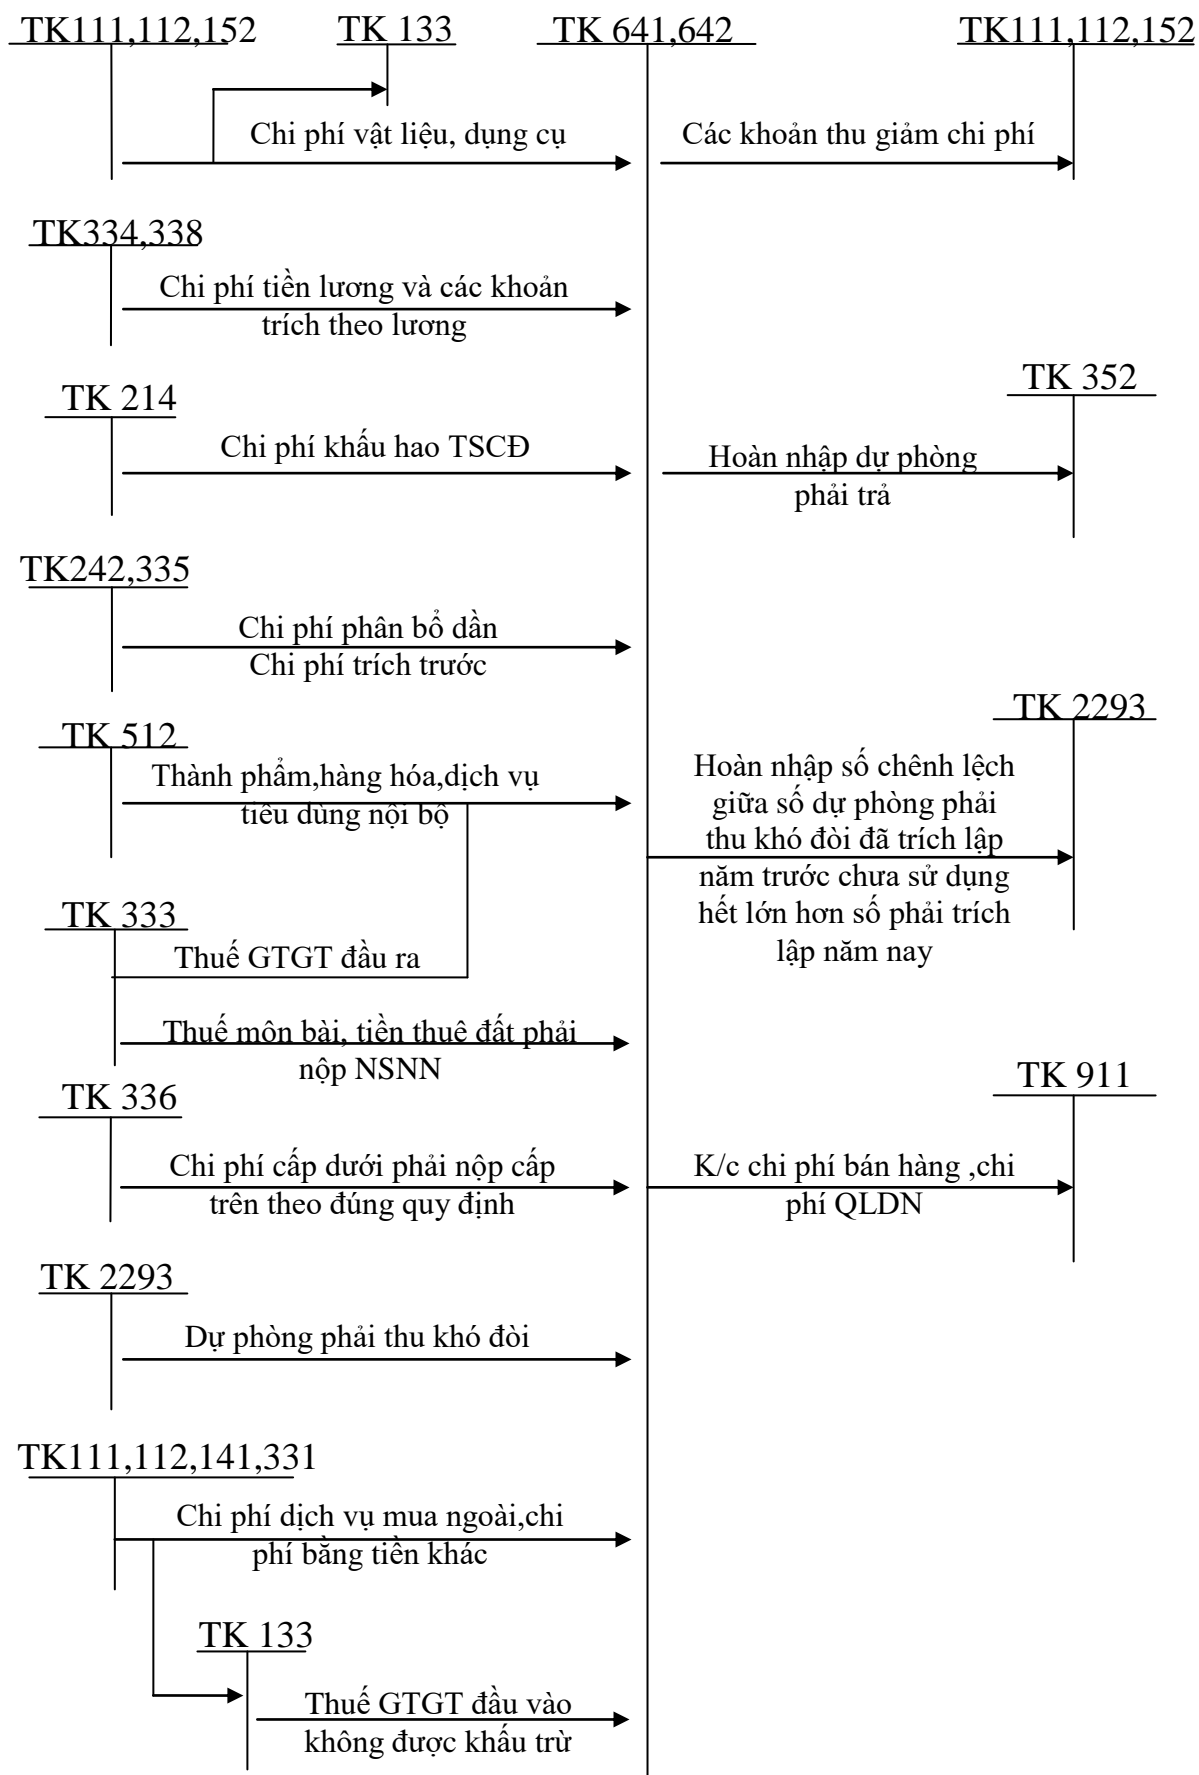 TK111,112,152
TK 133
TK 641,642
TK111,112,152
Chi phí vật liệu, dụng cụ
Các khoản thu giảm chi phí
TK334,338
Chi phí tiền lương và các khoản
trích theo lương
TK 352
TK 214
Chi phí khấu hao TSCĐ
Hoàn nhập dự phòng
phải trả
TK242,335
Chi phí phân bổ dần
Chi phí trích trước
TK 2293
TK 512
Thành phẩm,hàng hóa,dịch vụ
tiêu dùng nội bộ
Hoàn nhập số chênh lệch
giữa số dự phòng phải
thu khó đòi đã trích lập
năm trước chưa sử dụng
hết lớn hơn số phải trích
lập năm nay
TK 333
Thuế GTGT đầu ra
Thuế môn bài, tiền thuê đất phải
nộp NSNN
TK 911
TK 336
Chi phí cấp dưới phải nộp cấp
trên theo đúng quy định
K/c chi phí bán hàng ,chi
phí QLDN
TK 2293
Dự phòng phải thu khó đòi
TK111,112,141,331
Chi phí dịch vụ mua ngoài,chi
phí bằng tiền khác
TK 133
Thuế GTGT đầu vào
không được khấu trừ